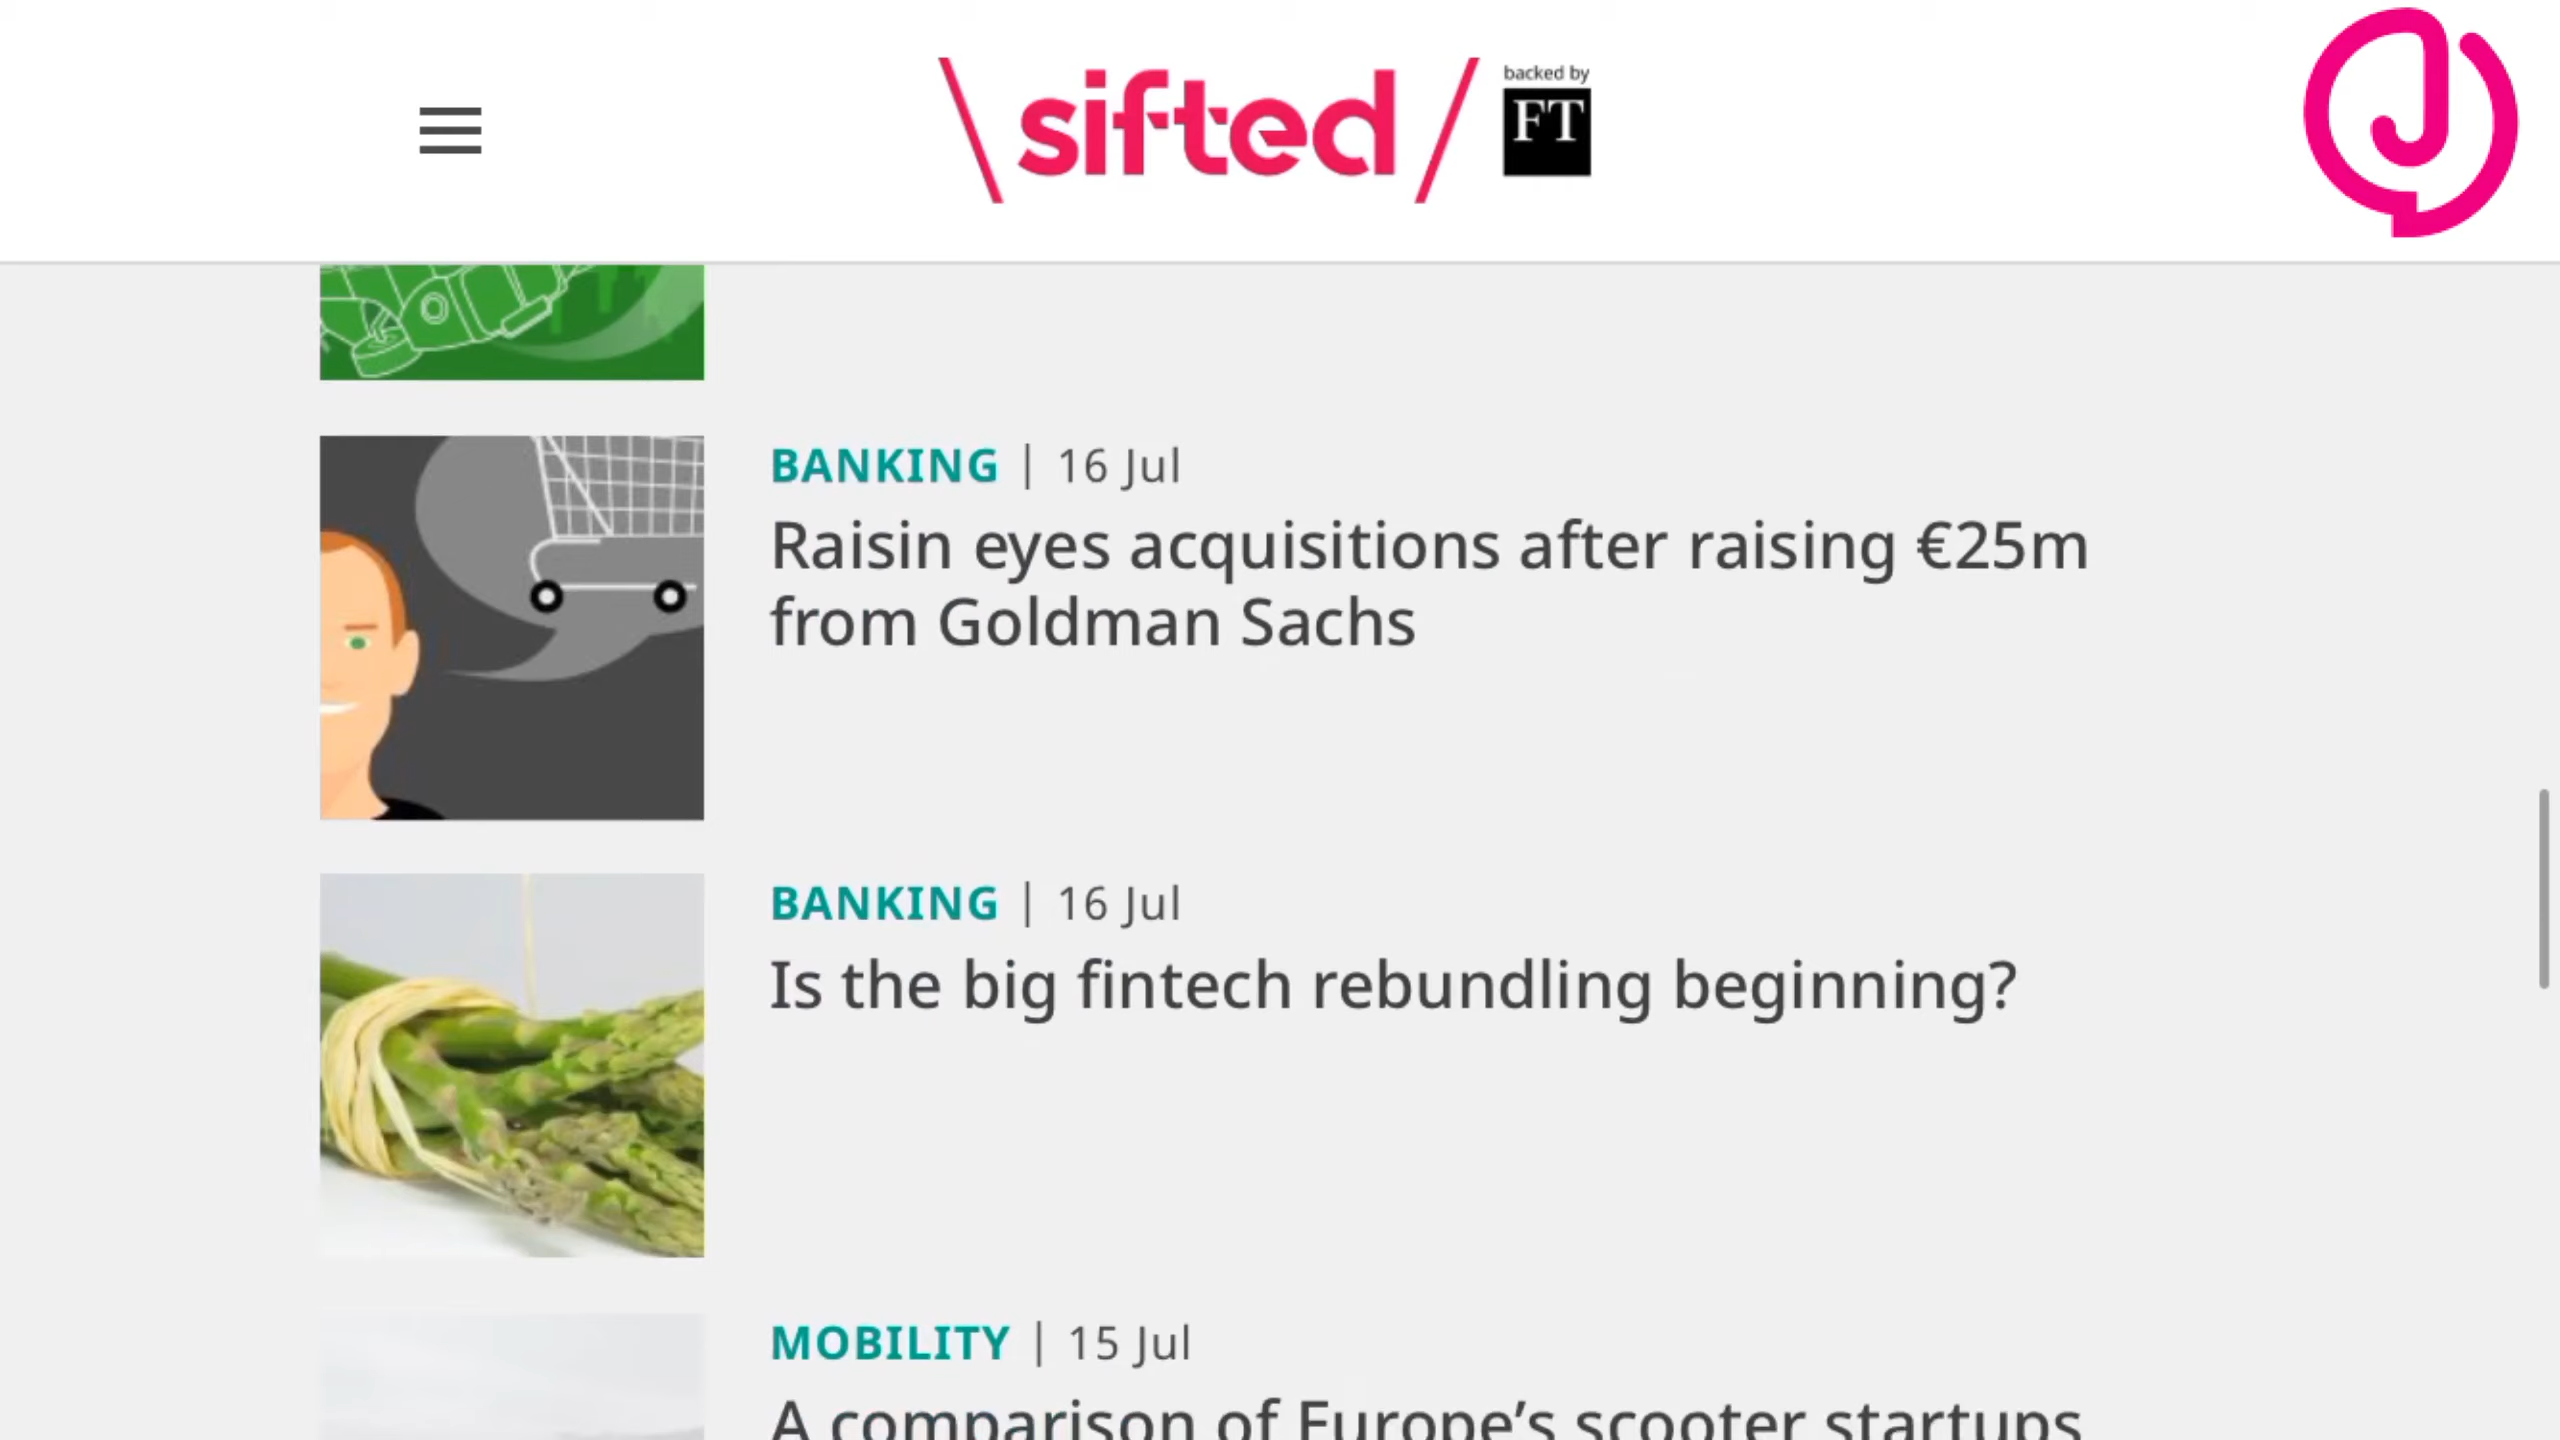 \sifted/
backed by
FT
BANKING | 16 Jul
Raisin eyes acquisitions after raising €25m
from Goldman Sachs
BANKING | 16 Jul
Is the big fintech rebundling beginning?
MOBILITY | 15 Jul
A comparison of Europe’s scooter startups